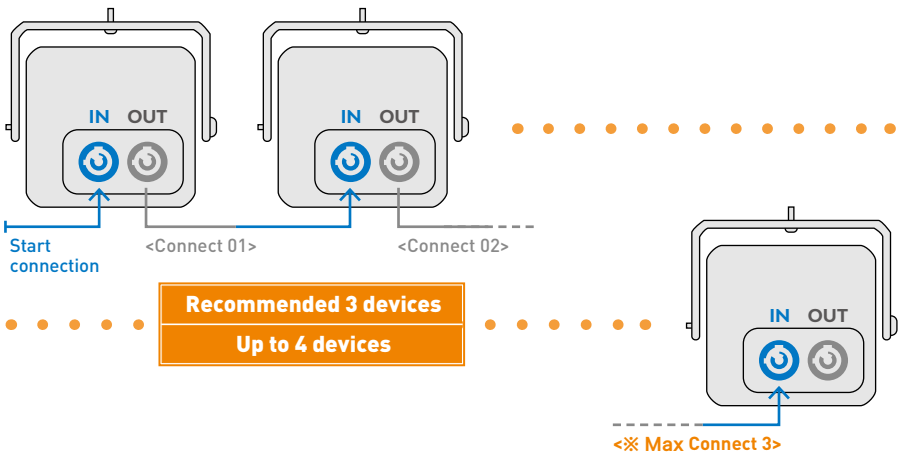 IN OUT
IN OUT
Start
connection
<Connect 01>
<Connect 02>
Recommended 3 devices
Up to 4 devices
IN OUT
<※ Max Connect 3>